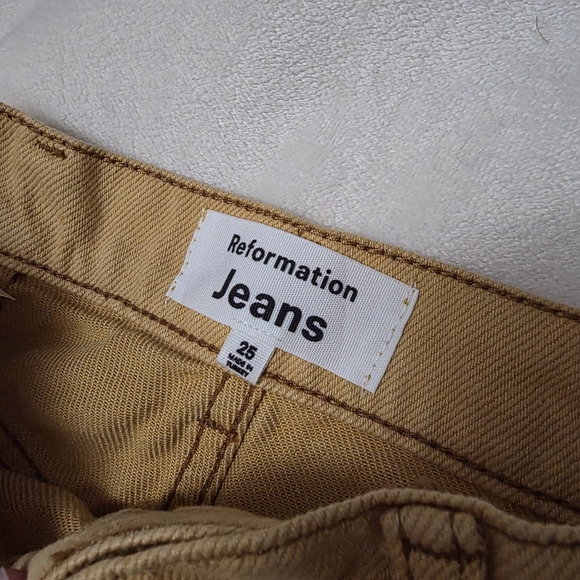 Reformation
Jeans
25
MADE IN
TURKEY